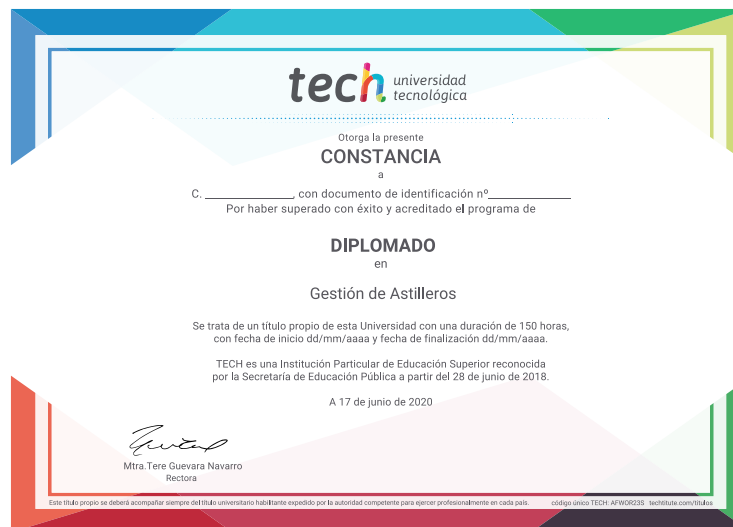 tech universidad
tecnológica
Otorga la presente
CONSTANCIA
a
C. ________________, con documento de identificación nº______________
Por haber superado con éxito y acreditado el programa de
DIPLOMADO
en
Gestión de Astilleros
Se trata de un título propio de esta Universidad con una duración de 150 horas,
con fecha de inicio dd/mm/aaaa y fecha de finalización dd/mm/aaaa.
TECH es una Institución Particular de Educación Superior reconocida
por la Secretaría de Educación Pública a partir del 28 de junio de 2018.
A 17 de junio de 2020
Mtra.Tere Guevara Navarro
Rectora
Este título propio se deberá acompañar siempre del título universitario habilitante expedido por la autoridad competente para ejercer profesionalmente en cada país. código único TECH: AFWOR23S techtitute.com/títulos